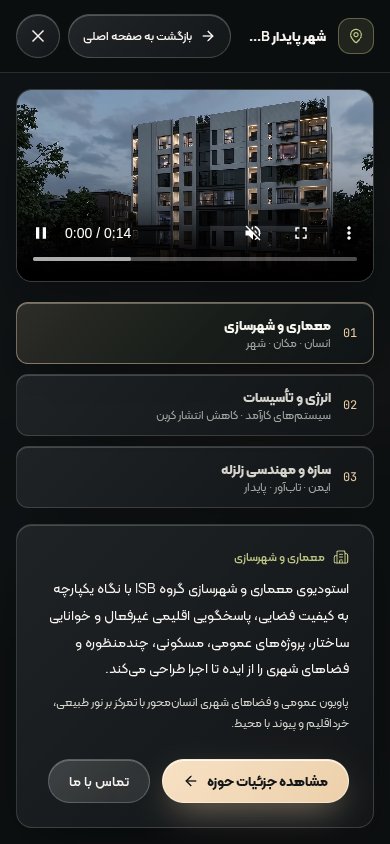 شهر پایدار B...
بازگشت به صفحه اصلی
0:00 / 0:14
01
معماری و شهرسازی
انسان · مکان · شهر
02
انرژی و تأسیسات
سیستم‌های کارآمد · کاهش انتشار کربن
03
سازه و مهندسی زلزله
ایمن · تاب‌آور · پایدار
معماری و شهرسازی
استودیوی معماری و شهرسازی گروه ISB با نگاه یکپارچه
به کیفیت فضایی، پاسخگویی اقلیمی غیرفعال و خوانایی
ساختار، پروژه‌های عمومی، مسکونی، چندمنظوره و
فضاهای شهری را از ایده تا اجرا طراحی می‌کند.
پاویون عمومی و فضاهای شهری انسان‌محور با تمرکز بر نور طبیعی،
خرداقلیم و پیوند با محیط.
مشاهده جزئیات حوزه
تماس با ما